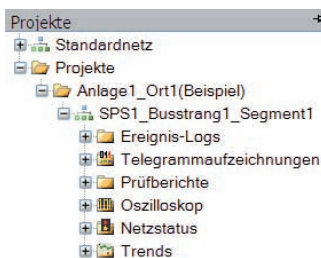 Projekte
Standardnetz
Projekte
Anlage1_Ort1(Beispiel)
SPS1_Busstrang1_Segment1
Ereignis-Logs
Telegrammaufzeichnungen
Prüfberichte
Oszilloskop
Netzstatus
Trends